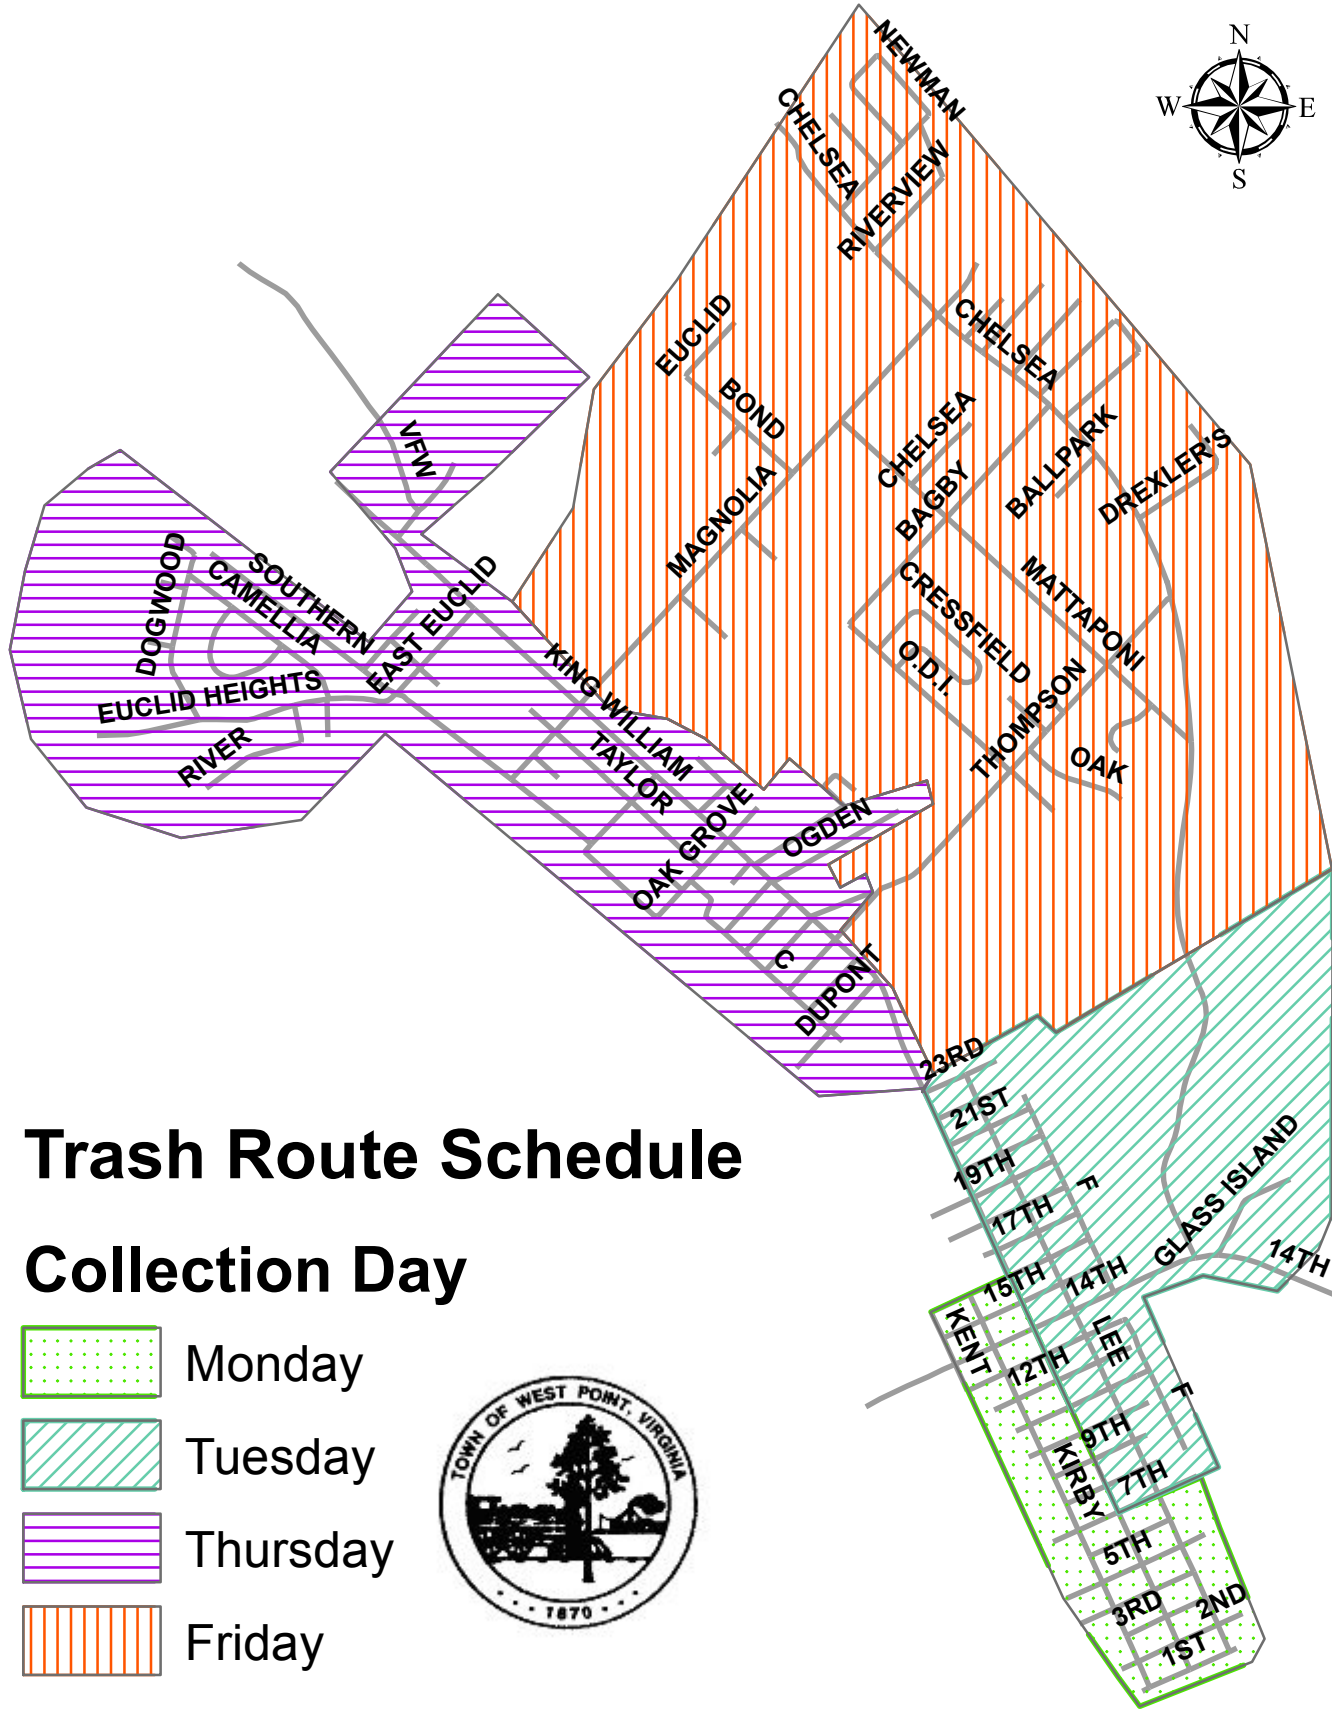 N
W
E
S
NEWMAN
CHELSEA
RIVERVIEW
EUCLID
CHELSEA
BOND
CHELSEA
BALLPARK
DREXLER'S
VFW
MAGNOLIA
BAGBY
DOGWOOD
SOUTHERN
CAMELLIA
EAST EUCLID
CRESSFIELD
MATTAPONI
O.D.I.
EUCLID HEIGHTS
KING WILLIAM
THOMPSON
RIVER
TAYLOR
OAK
OAK GROVE
OGDEN
C
DUPONT
23RD
21ST
19TH
F
17TH
GLASS ISLAND
15TH
14TH
14TH
KENT
12TH
LEE
F
9TH
KIRBY
7TH
5TH
3RD
2ND
1ST
Trash Route Schedule
Collection Day
Monday
Tuesday
Thursday
Friday
TOWN OF WEST POINT, VIRGINIA
1870